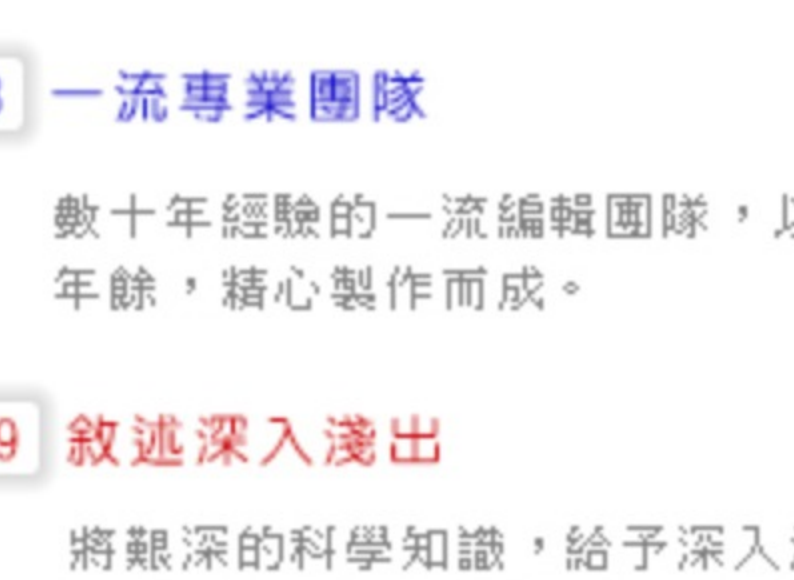 一流專業團隊
數十年經驗的一流編輯團隊，
年餘，精心製作而成。
9 敘述深入淺出
將艱深的科學知識，給予深入